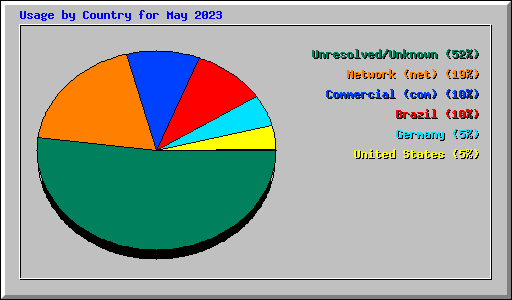 Usage by Country for May 2023
Unresolved/Unknown (52%)
Network (net) (19%)
Commercial (com) (10%)
Brazil (10%)
Germany (5%)
United States (5%)